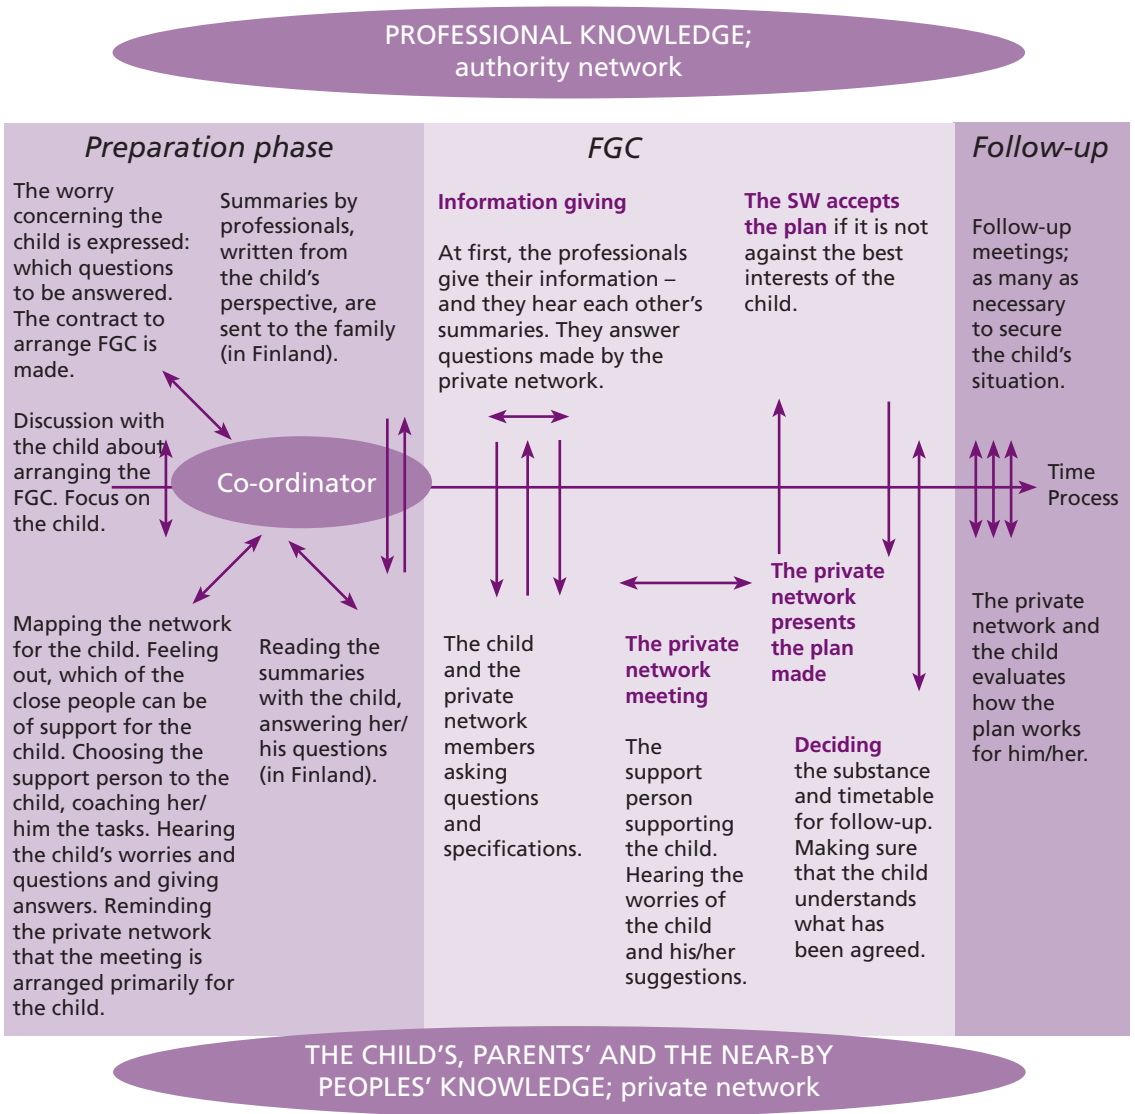 PROFESSIONAL KNOWLEDGE;
authority network
Preparation phase
The worry
concerning the
child is expressed:
which questions
to be answered.
The contract to
arrange FGC is
made.
Summaries by
professionals,
written from
the child’s
perspective, are
sent to the family
(in Finland).
Discussion with
the child about
arranging the
FGC. Focus on
the child.
Co-ordinator
Mapping the network
for the child. Feeling
out, which of the
close people can be
of support for the
child. Choosing the
support person to the
child, coaching her/
him the tasks. Hearing
the child’s worries and
questions and giving
answers. Reminding
the private network
that the meeting is
arranged primarily for
the child.
Reading the
summaries
with the child,
answering her/
his questions
(in Finland).
FGC
Information giving
At first, the professionals
give their information –
and they hear each other’s
summaries. They answer
questions made by the
private network.
The SW accepts
the plan if it is not
against the best
interests of the
child.
The child
and the
private
network
members
asking
questions
and
specifications.
The private
network
meeting
The
support
person
supporting
the child.
Hearing the
worries of
the child
and his/her
suggestions.
The private
network
presents
the plan
made
Deciding
the substance
and timetable
for follow-up.
Making sure
that the child
understands
what has
been agreed.
Follow-up
Follow-up
meetings;
as many as
necessary
to secure
the child’s
situation.
Time
Process
The private
network and
the child
evaluates
how the
plan works
for him/her.
THE CHILD’S, PARENTS’ AND THE NEAR-BY
PEOPLES’ KNOWLEDGE; private network